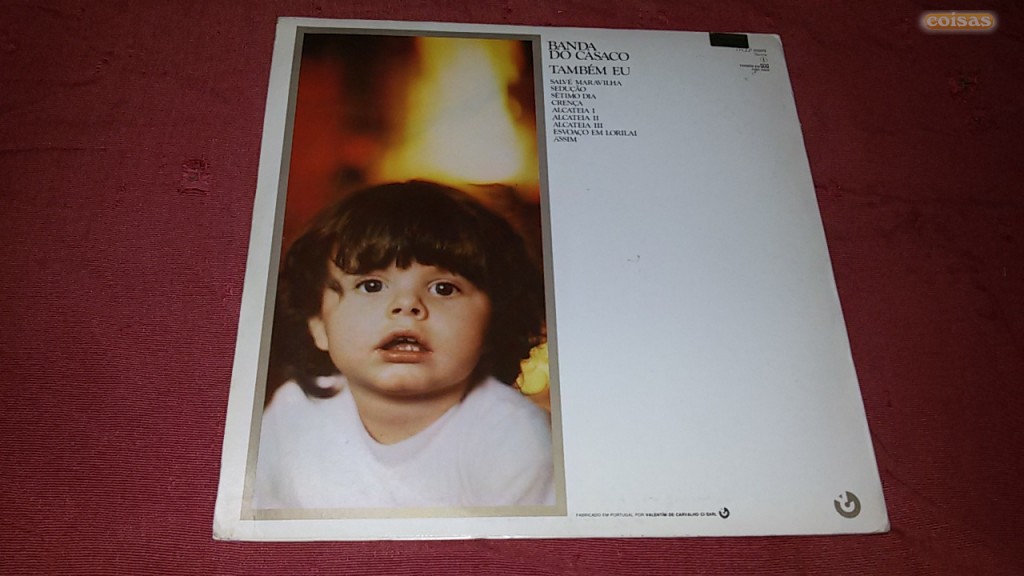 coisas
BANDA
DO CASACO
TAMBÉM EU
SALVÉ MARAVILHA
SEDUÇÃO
SÉTIMO DIA
CRENÇA
ALCATEIA I
ALCATEIA II
ALCATEIA III
ESVOAÇO EM LORILAI
ASSIM
FABRICADO EM PORTUGAL POR VALENTIM DE CARVALHO CI SARL